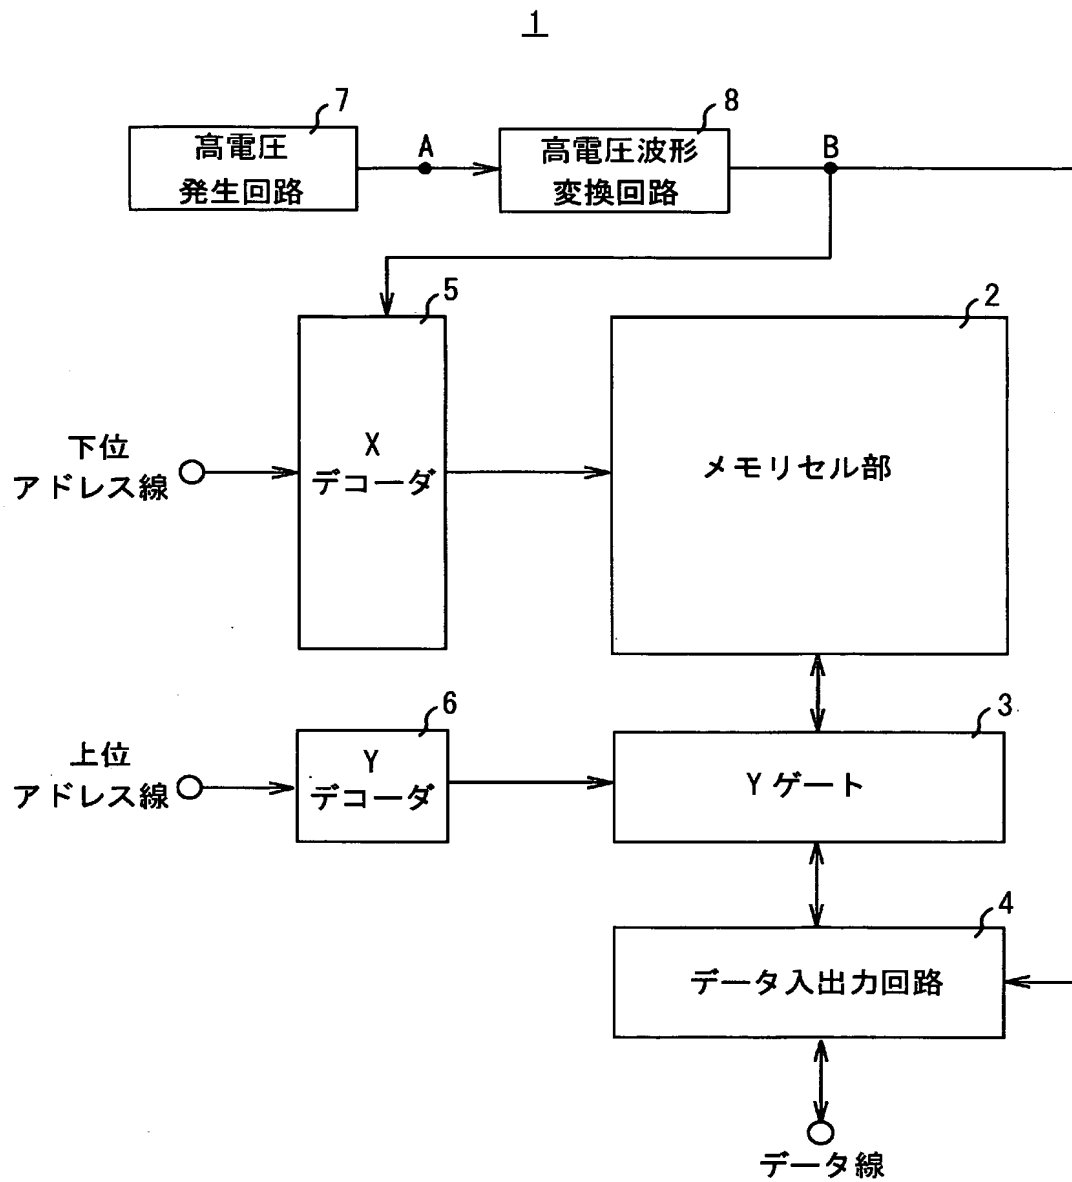 1
7
高電圧
発生回路
A
8
高電圧波形
変換回路
B
5
X
デコーダ
2
メモリセル部
下位
アドレス線
6
Y
デコーダ
上位
アドレス線
3
Yゲート
4
データ入出力回路
データ線